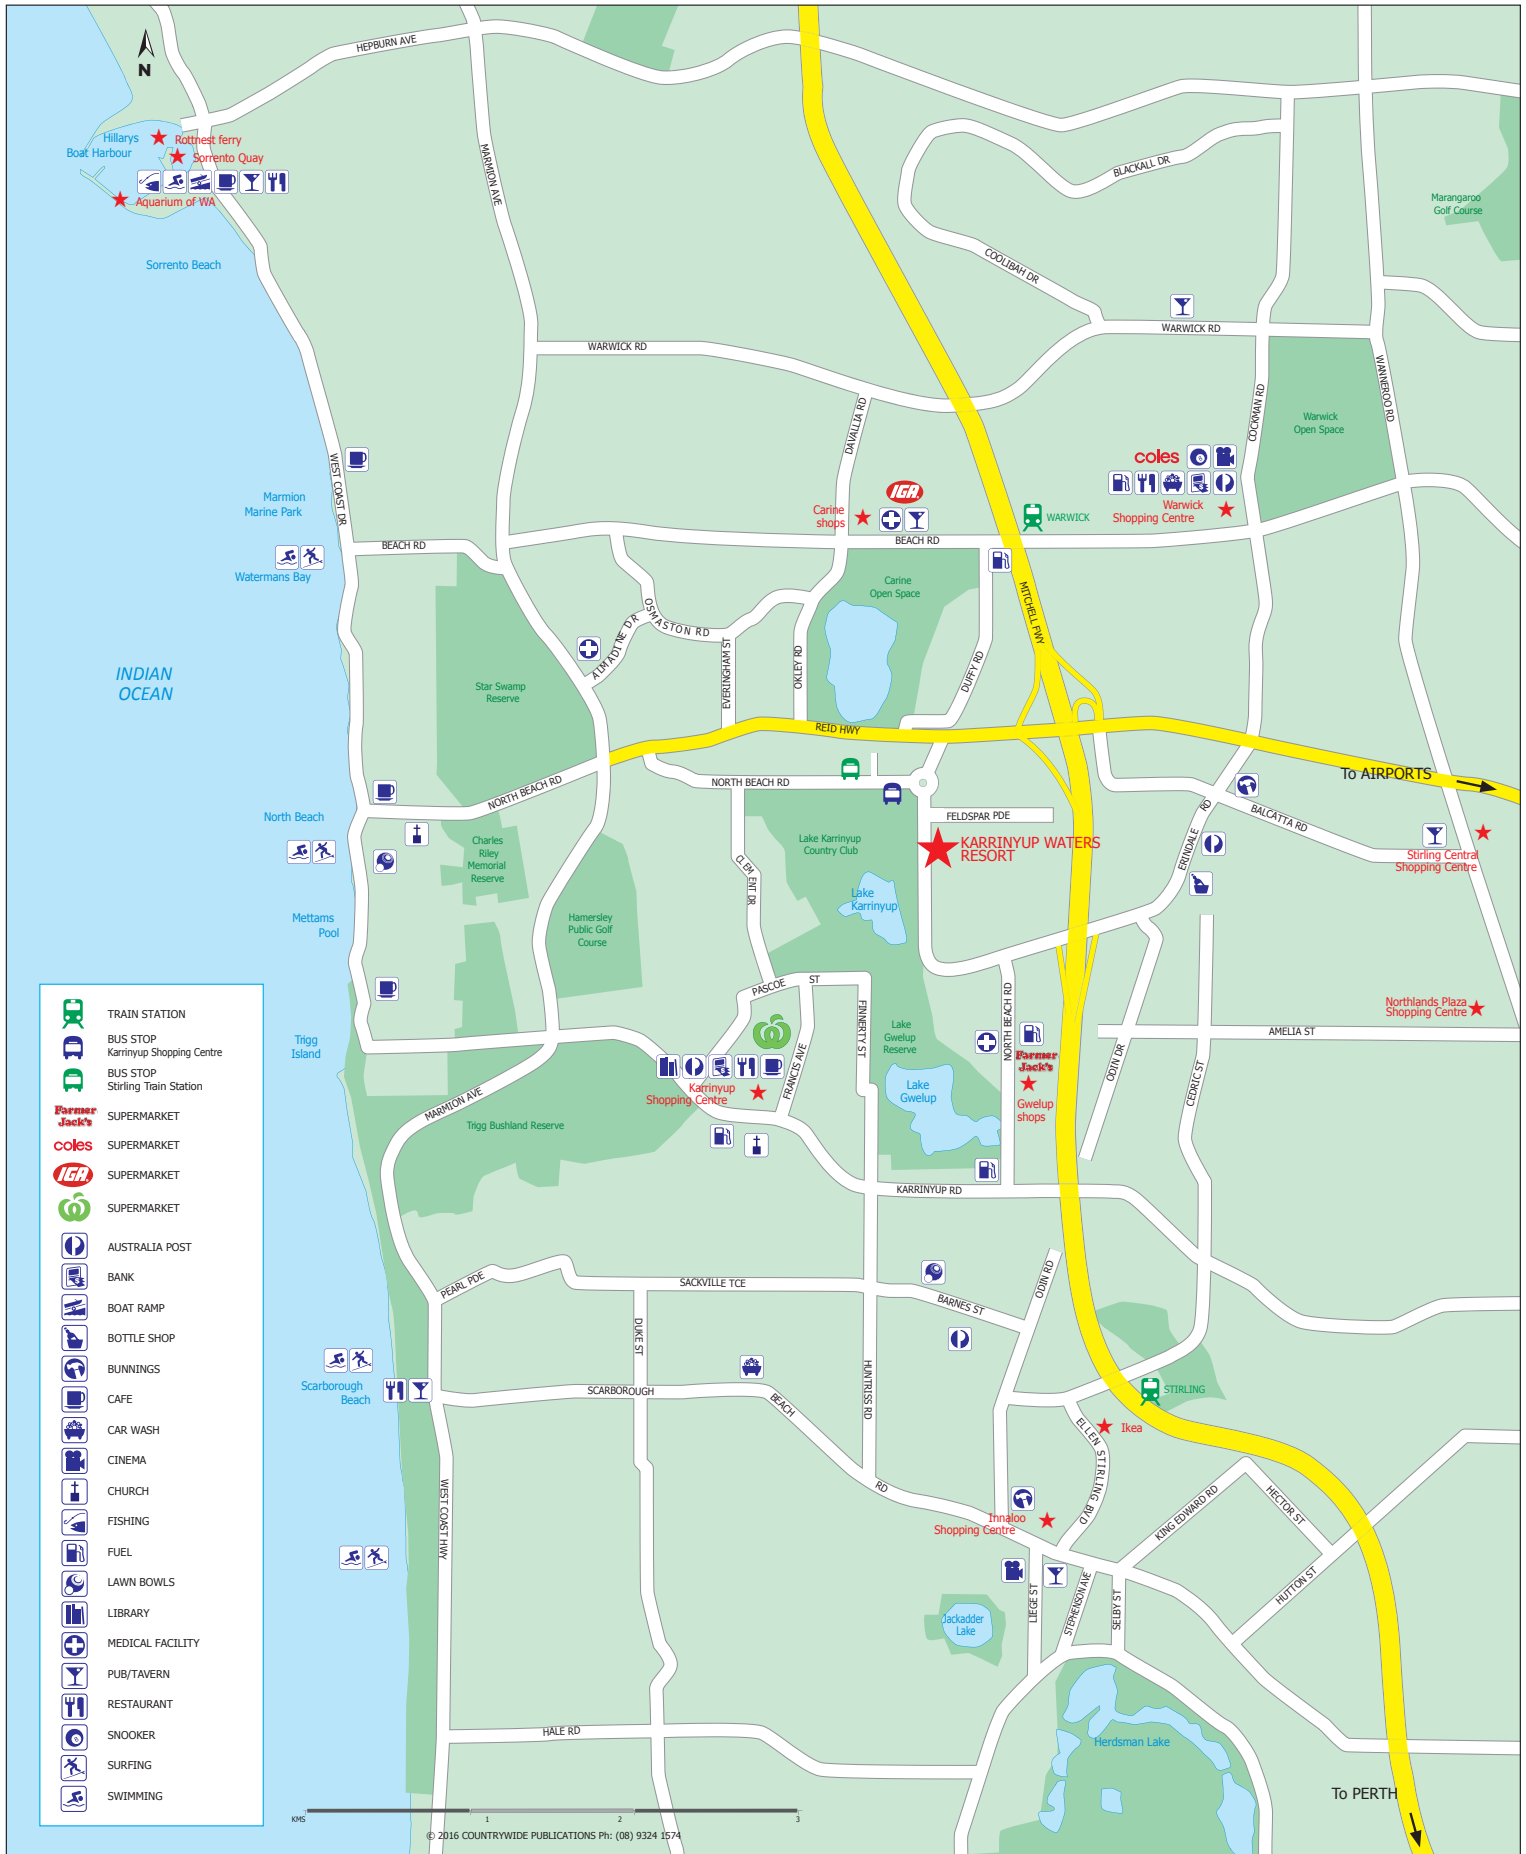 N
HEPBURN AVE
Hillarys
Boat Harbour
Rottnest ferry
Sorrento Quay
Aquarium of WA
Sorrento Beach
MARMION AVE
BLACKALL DR
COOLIBAH DR
Marangaroo
Golf Course
WARWICK RD
WARWICK RD
WANNEROO RD
COCKMAN RD
Warwick
Open Space
DAVALLIA RD
WEST COAST DR
Marmion
Marine Park
coles
IGA
Carine
shops
WARWICK
Warwick
Shopping Centre
BEACH RD
BEACH RD
Watermans Bay
Carine
Open Space
MITCHELL FWY
OSMASTON RD
ALMADINE DR
EVERINGHAM ST
OKLEY RD
DUFFY RD
INDIAN
OCEAN
Star Swamp
Reserve
REID HWY
To AIRPORTS
NORTH BEACH RD
NORTH BEACH RD
FELDSPAR PDE
BALCATTA RD
ERINDALE RD
North Beach
Charles
Riley
Memorial
Reserve
Lake Karrinyup
Country Club
KARRINYUP WATERS
RESORT
Stirling Central
Shopping Centre
CLEM ENT DR
Lake
Karrinyup
Mettams
Pool
Hamersley
Public Golf
Course
PASCOE ST
FINNERTY ST
NORTH BEACH RD
Northlands Plaza
Shopping Centre
AMELIA ST
Trigg
Island
Lake
Gwelup
Reserve
Farmer
Jack's
ODIN DR
CEDRIC ST
FRANCIS AVE
Karrinyup
Shopping Centre
Lake
Gwelup
Gwelup
shops
MARMION AVE
Trigg Bushland Reserve
KARRINYUP RD
PEARL PDE
SACKVILLE TCE
ODIN RD
BARNES ST
DUKE ST
HUNTRISS RD
Scarborough
Beach
SCARBOROUGH
BEACH
RD
STIRLING
Ikea
ELLEN STIRLING BVD
WEST COAST HWY
KING EDWARD RD
HECTOR ST
Innaloo
Shopping Centre
HUTTON ST
LIEGE ST
STEPHENSON AVE
SELBY ST
Jackadder
Lake
HALE RD
Herdsman Lake
To PERTH
TRAIN STATION
BUS STOP
Karrinyup Shopping Centre
BUS STOP
Stirling Train Station
Farmer
Jack's
SUPERMARKET
coles
SUPERMARKET
IGA
SUPERMARKET
SUPERMARKET
AUSTRALIA POST
BANK
BOAT RAMP
BOTTLE SHOP
BUNNINGS
CAFE
CAR WASH
CINEMA
CHURCH
FISHING
FUEL
LAWN BOWLS
LIBRARY
MEDICAL FACILITY
PUB/TAVERN
RESTAURANT
SNOOKER
SURFING
SWIMMING
KMS 1 2 3
© 2016 COUNTRYWIDE PUBLICATIONS Ph: (08) 9324 1574